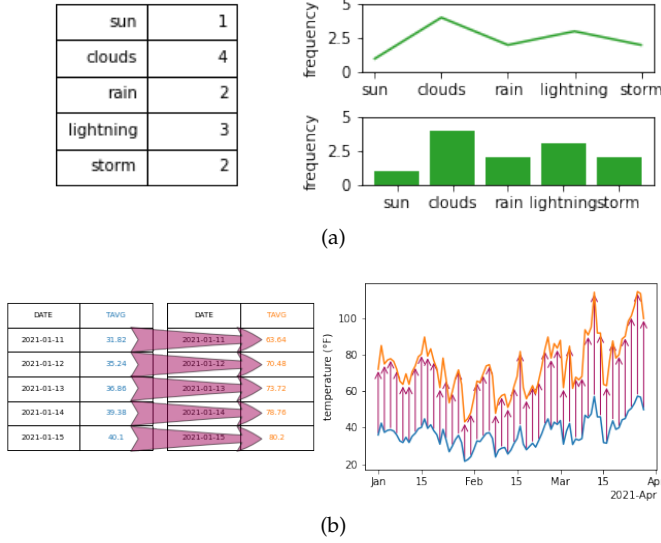 sun 1
clouds 4
rain 2
lightning 3
storm 2
frequency
5
2.5
0
sun clouds rain lightning storm
frequency
5
2.5
0
sun clouds rain lightning storm
(a)
DATE TAVG DATE TAVG
2021-01-11 31.82 2021-01-11 63.64
2021-01-12 35.24 2021-01-12 70.48
2021-01-13 36.86 2021-01-13 73.72
2021-01-14 39.38 2021-01-14 78.76
2021-01-15 40.1 2021-01-15 80.2
temperature (°F)
100
80
60
40
20
Jan 15 Feb 15 Mar 15 Ap
2021-Apr
(b)